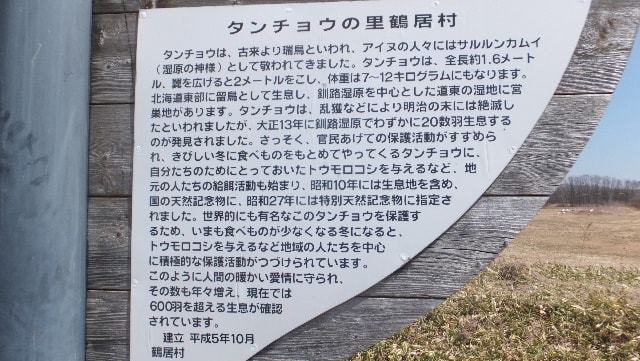 タンチョウの里鶴居村
タンチョウは、古来より瑞鳥といわれ、アイヌの人々にはサルルンカムイ
（湿原の神様）として敬われてきました。タンチョウは、全長約1.6メート
ル、翼を広げると2メートルをこし、体重は7〜12キログラムにもなります。
北海道東部に留鳥として生息し、釧路湿原を中心とした道東の湿地に営
巣地があります。タンチョウは、乱獲などにより明治の末には絶滅し
たといわれましたが、大正13年に釧路湿原でわずかに20数羽生息する
のが発見されました。さっそく、官民あげての保護活動がすすめら
れ、きびしい冬に食べものをもとめてやってくるタンチョウに、
自分たちのためにとっておいたトウモロコシを与えるなど、地
元の人たちの給餌活動も始まり、昭和10年には生息地を含め、
国の天然記念物に、昭和27年には特別天然記念物に指定さ
れました。世界的にも有名なこのタンチョウを保護す
るため、いまも食べものが少なくなる冬になると、
トウモロコシを与えるなど地域の人たちを中心
に積極的な保護活動がつづけられています。
このように人間の暖かい愛情に守られ、
その数も年々増え、現在では
600羽を超える生息が確認
されています。
建立 平成5年10月
鶴居村